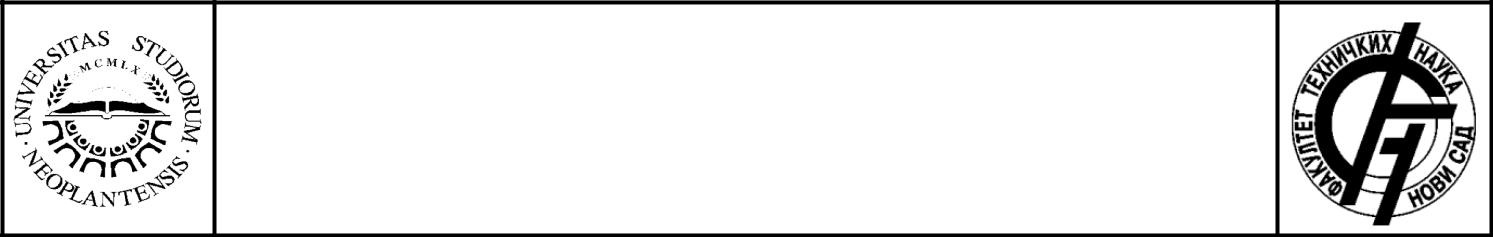 UNIVERSITAS STUDIORUM
MCMLX
· NEOPLANTENSIS ·
ФАКУЛТЕТ ТЕХНИЧКИХ НАУКА
НОВИ САД